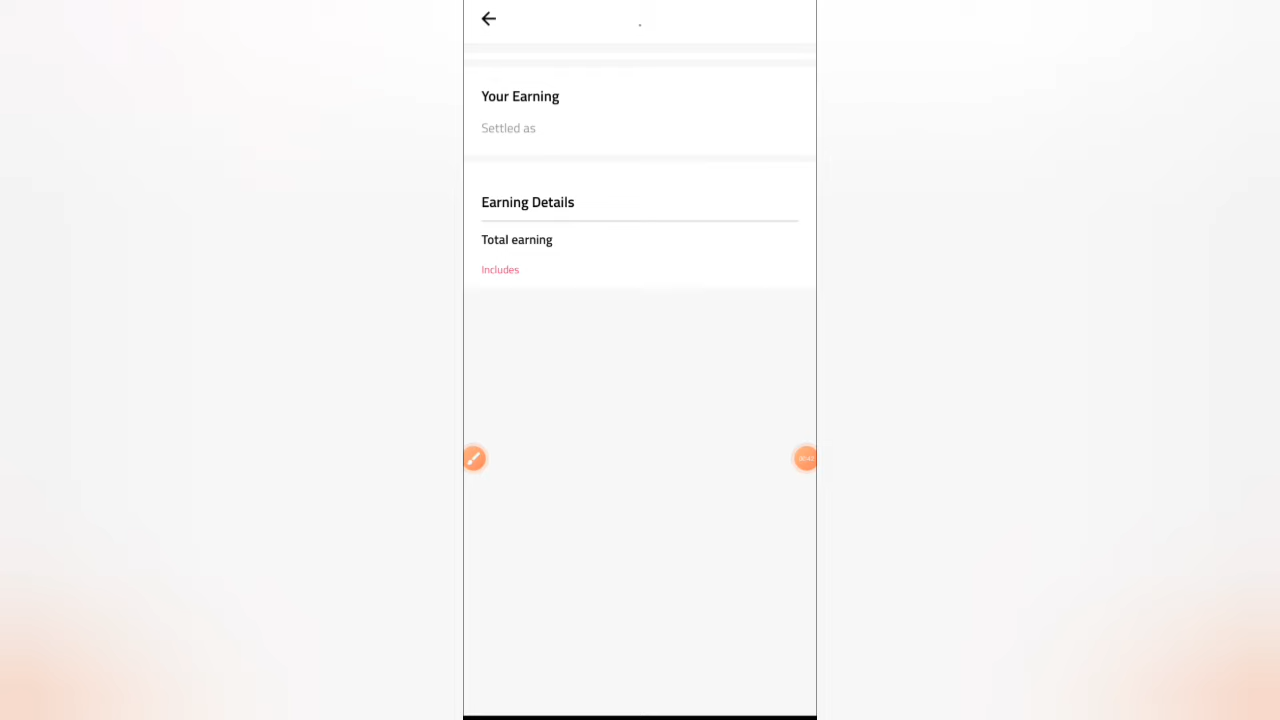 Your Earning
Settled as
Earning Details
Total earning
Includes